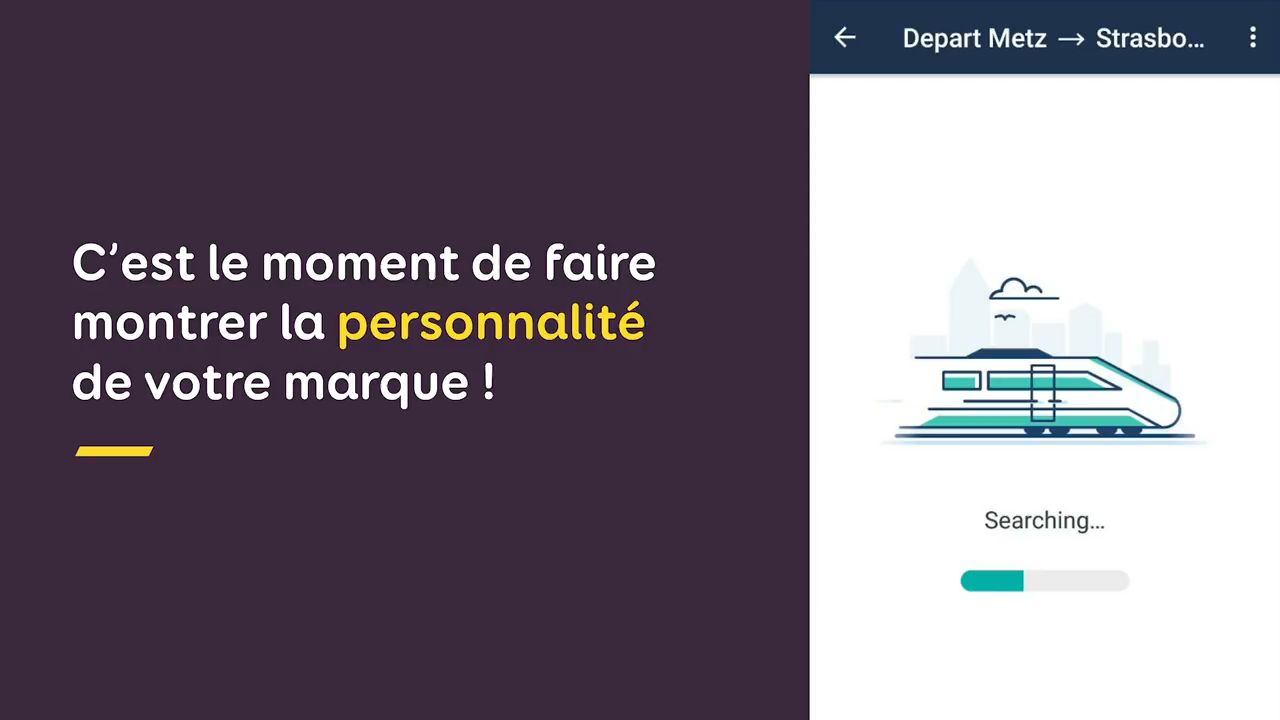 C’est le moment de faire
montrer la personnalité
de votre marque !
Depart Metz → Strasbo...
Searching...